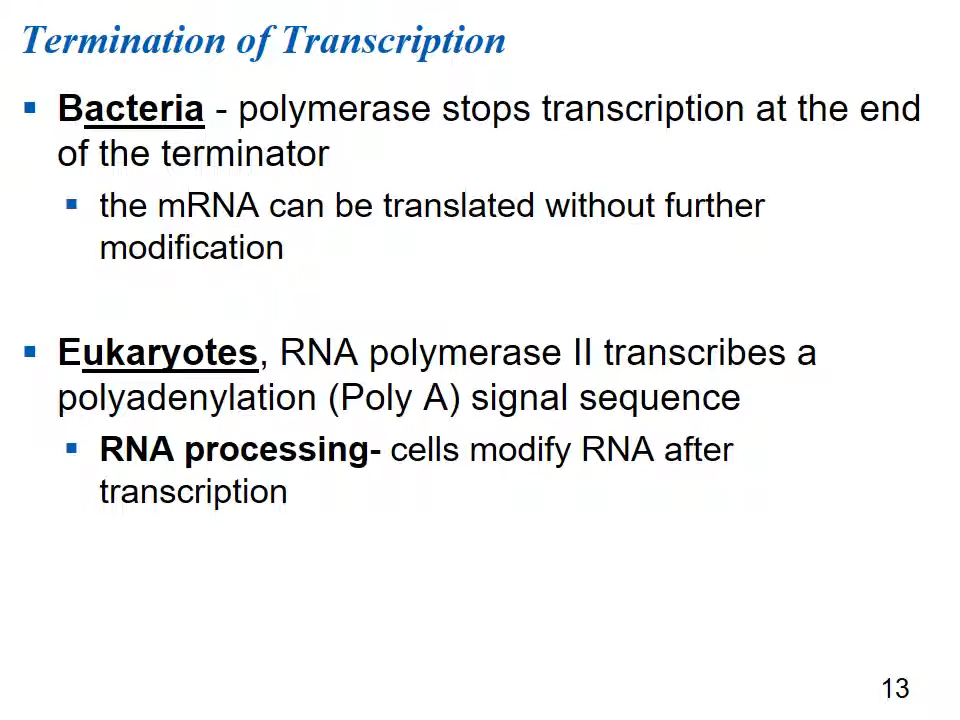 Termination of Transcription
▪ Bacteria - polymerase stops transcription at the end
of the terminator
▪ the mRNA can be translated without further
modification
▪ Eukaryotes, RNA polymerase II transcribes a
polyadenylation (Poly A) signal sequence
▪ RNA processing- cells modify RNA after
transcription
13